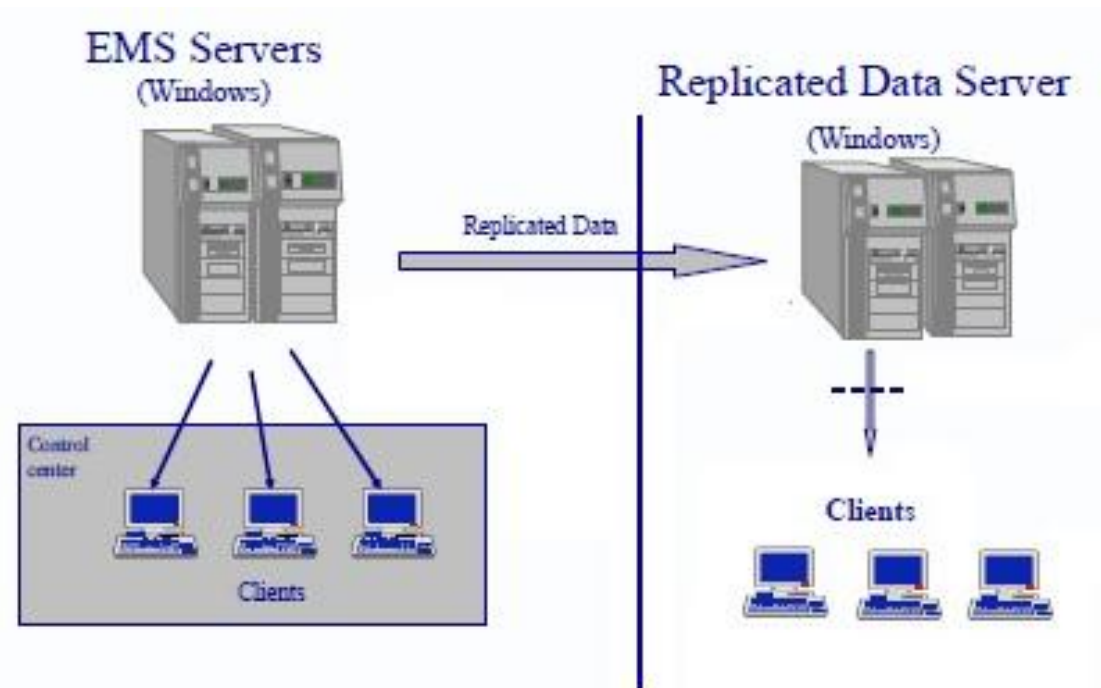 EMS Servers
(Windows)
Replicated Data Server
(Windows)
Replicated Data
Control
center
Clients
Clients